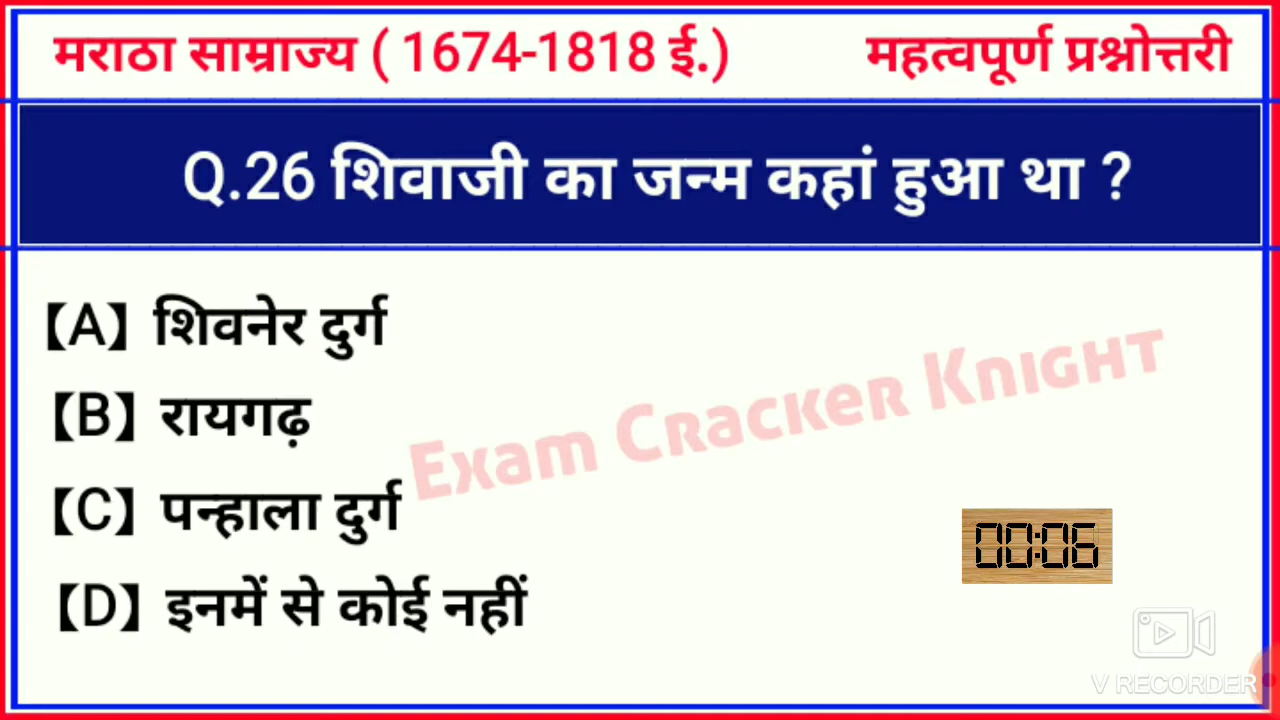 मराठा साम्राज्य ( 1674-1818 ई.) महत्वपूर्ण प्रश्नोत्तरी
Q.26 शिवाजी का जन्म कहां हुआ था ?
【A】 शिवनेर दुर्ग
【B】 रायगढ़
【C】 पन्हाला दुर्ग
【D】 इनमें से कोई नहीं
Exam Cracker Knight
00:06
V RECORDER